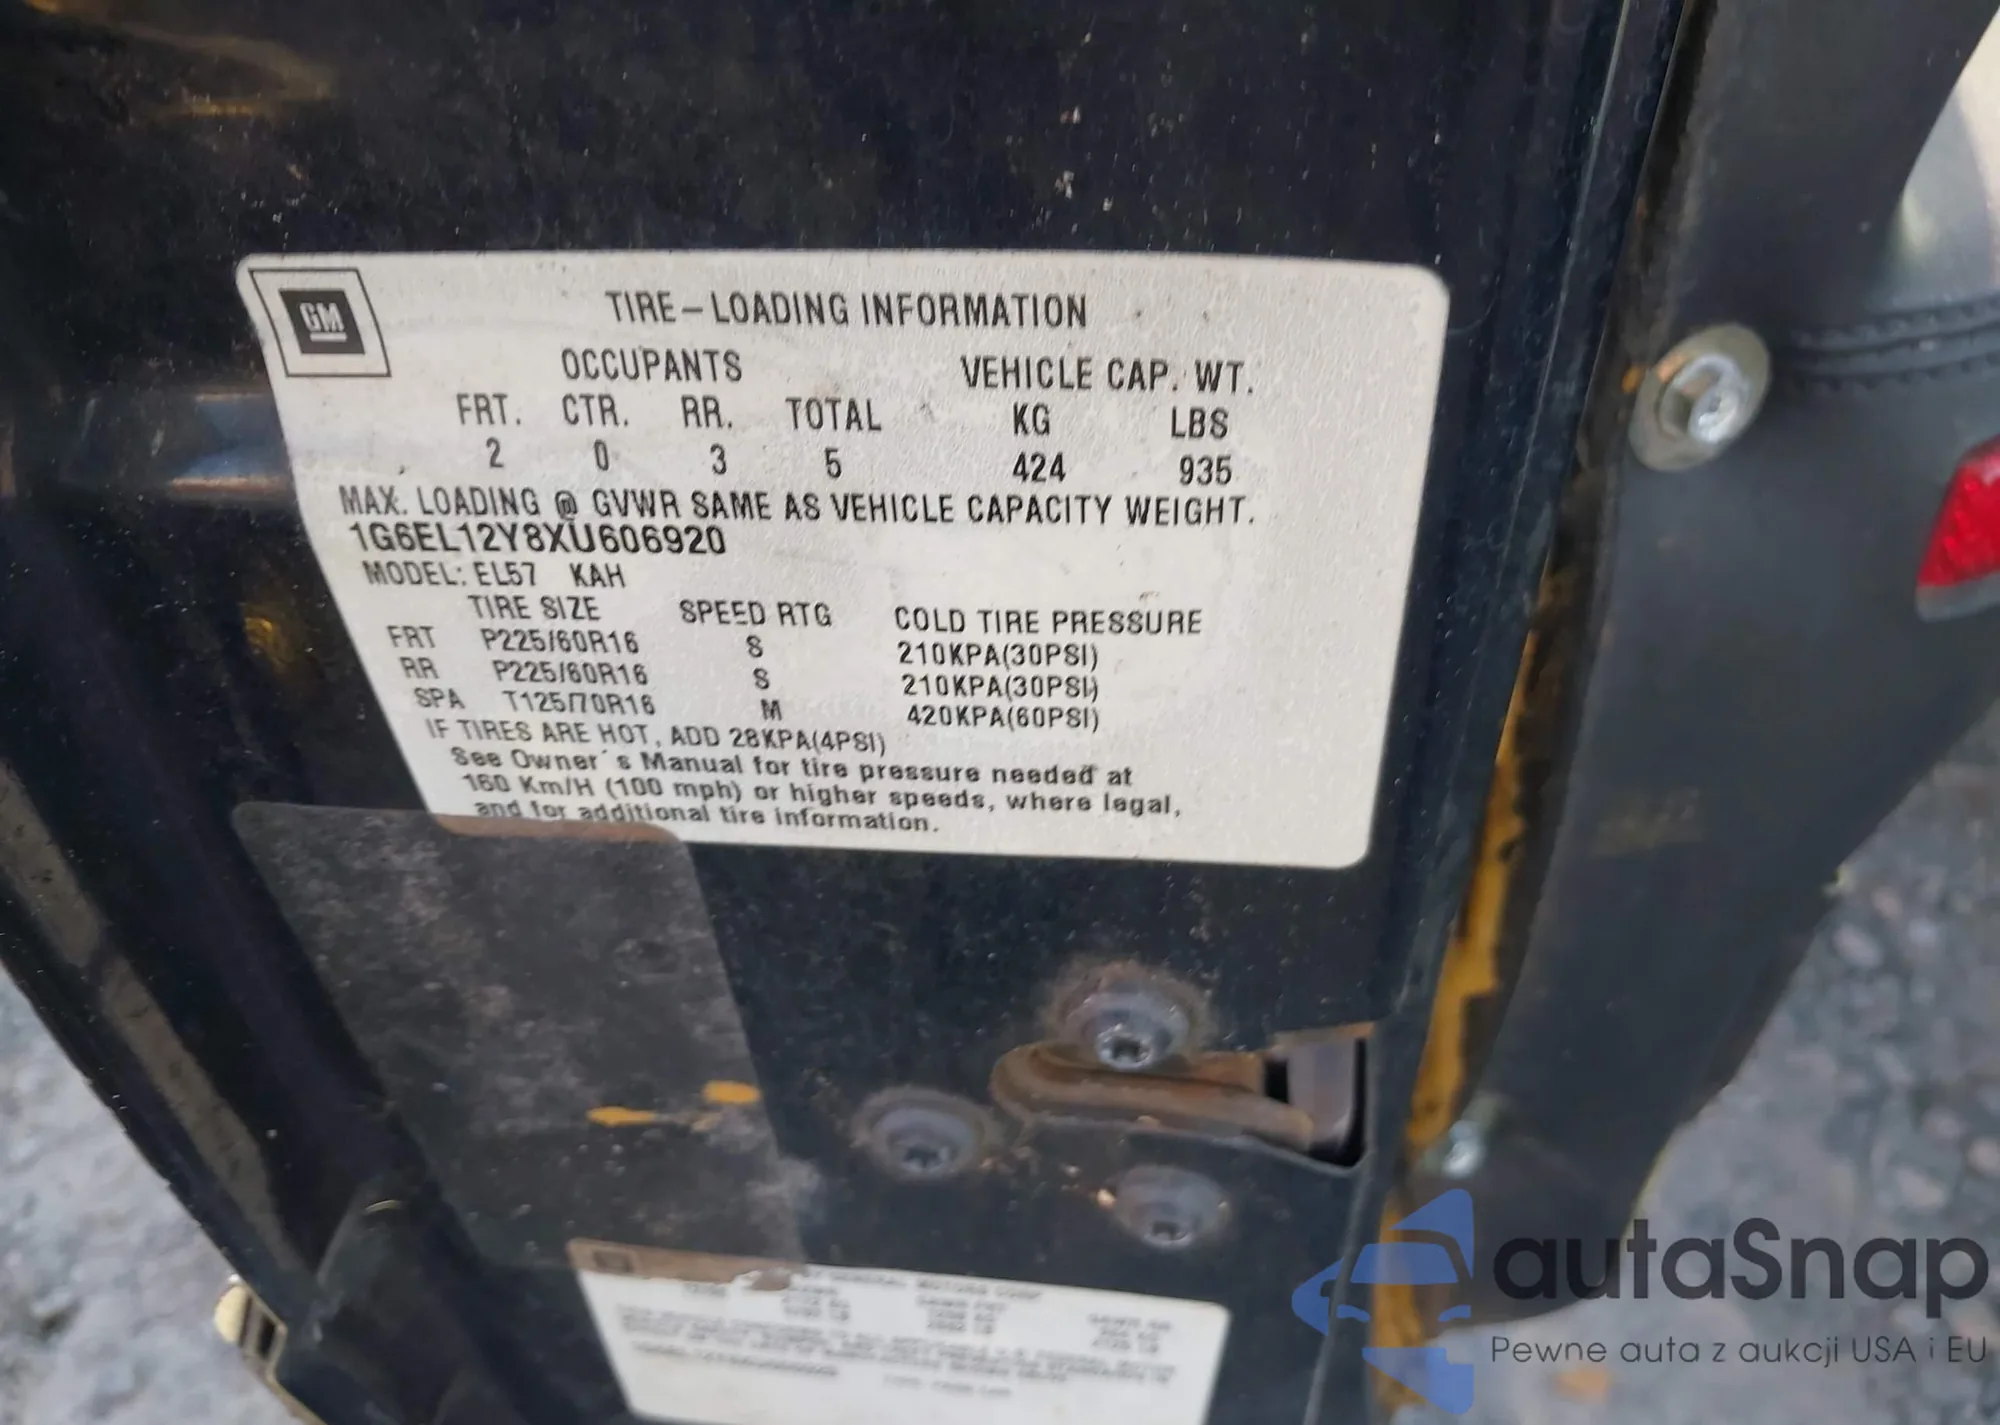 GM
TIRE-LOADING INFORMATION
OCCUPANTS VEHICLE CAP. WT.
FRT. CTR. RR. TOTAL KG LBS
2 0 3 5 424 935
MAX. LOADING @ GVWR SAME AS VEHICLE CAPACITY WEIGHT.
1G6EL12Y8XU606920
MODEL: EL57 KAH
TIRE SIZE SPEED RTG COLD TIRE PRESSURE
FRT P225/60R16 S 210KPA(30PSI)
RR P225/60R16 S 210KPA(30PSI)
SPA T125/70R16 M 420KPA(60PSI)
IF TIRES ARE HOT, ADD 28KPA(4PSI)
See Owner's Manual for tire pressure needed at
160 Km/H (100 mph) or higher speeds, where legal,
and for additional tire information.
GENERAL MOTORS CORP
autaSnap
Pewne auta z aukcji USA i EU